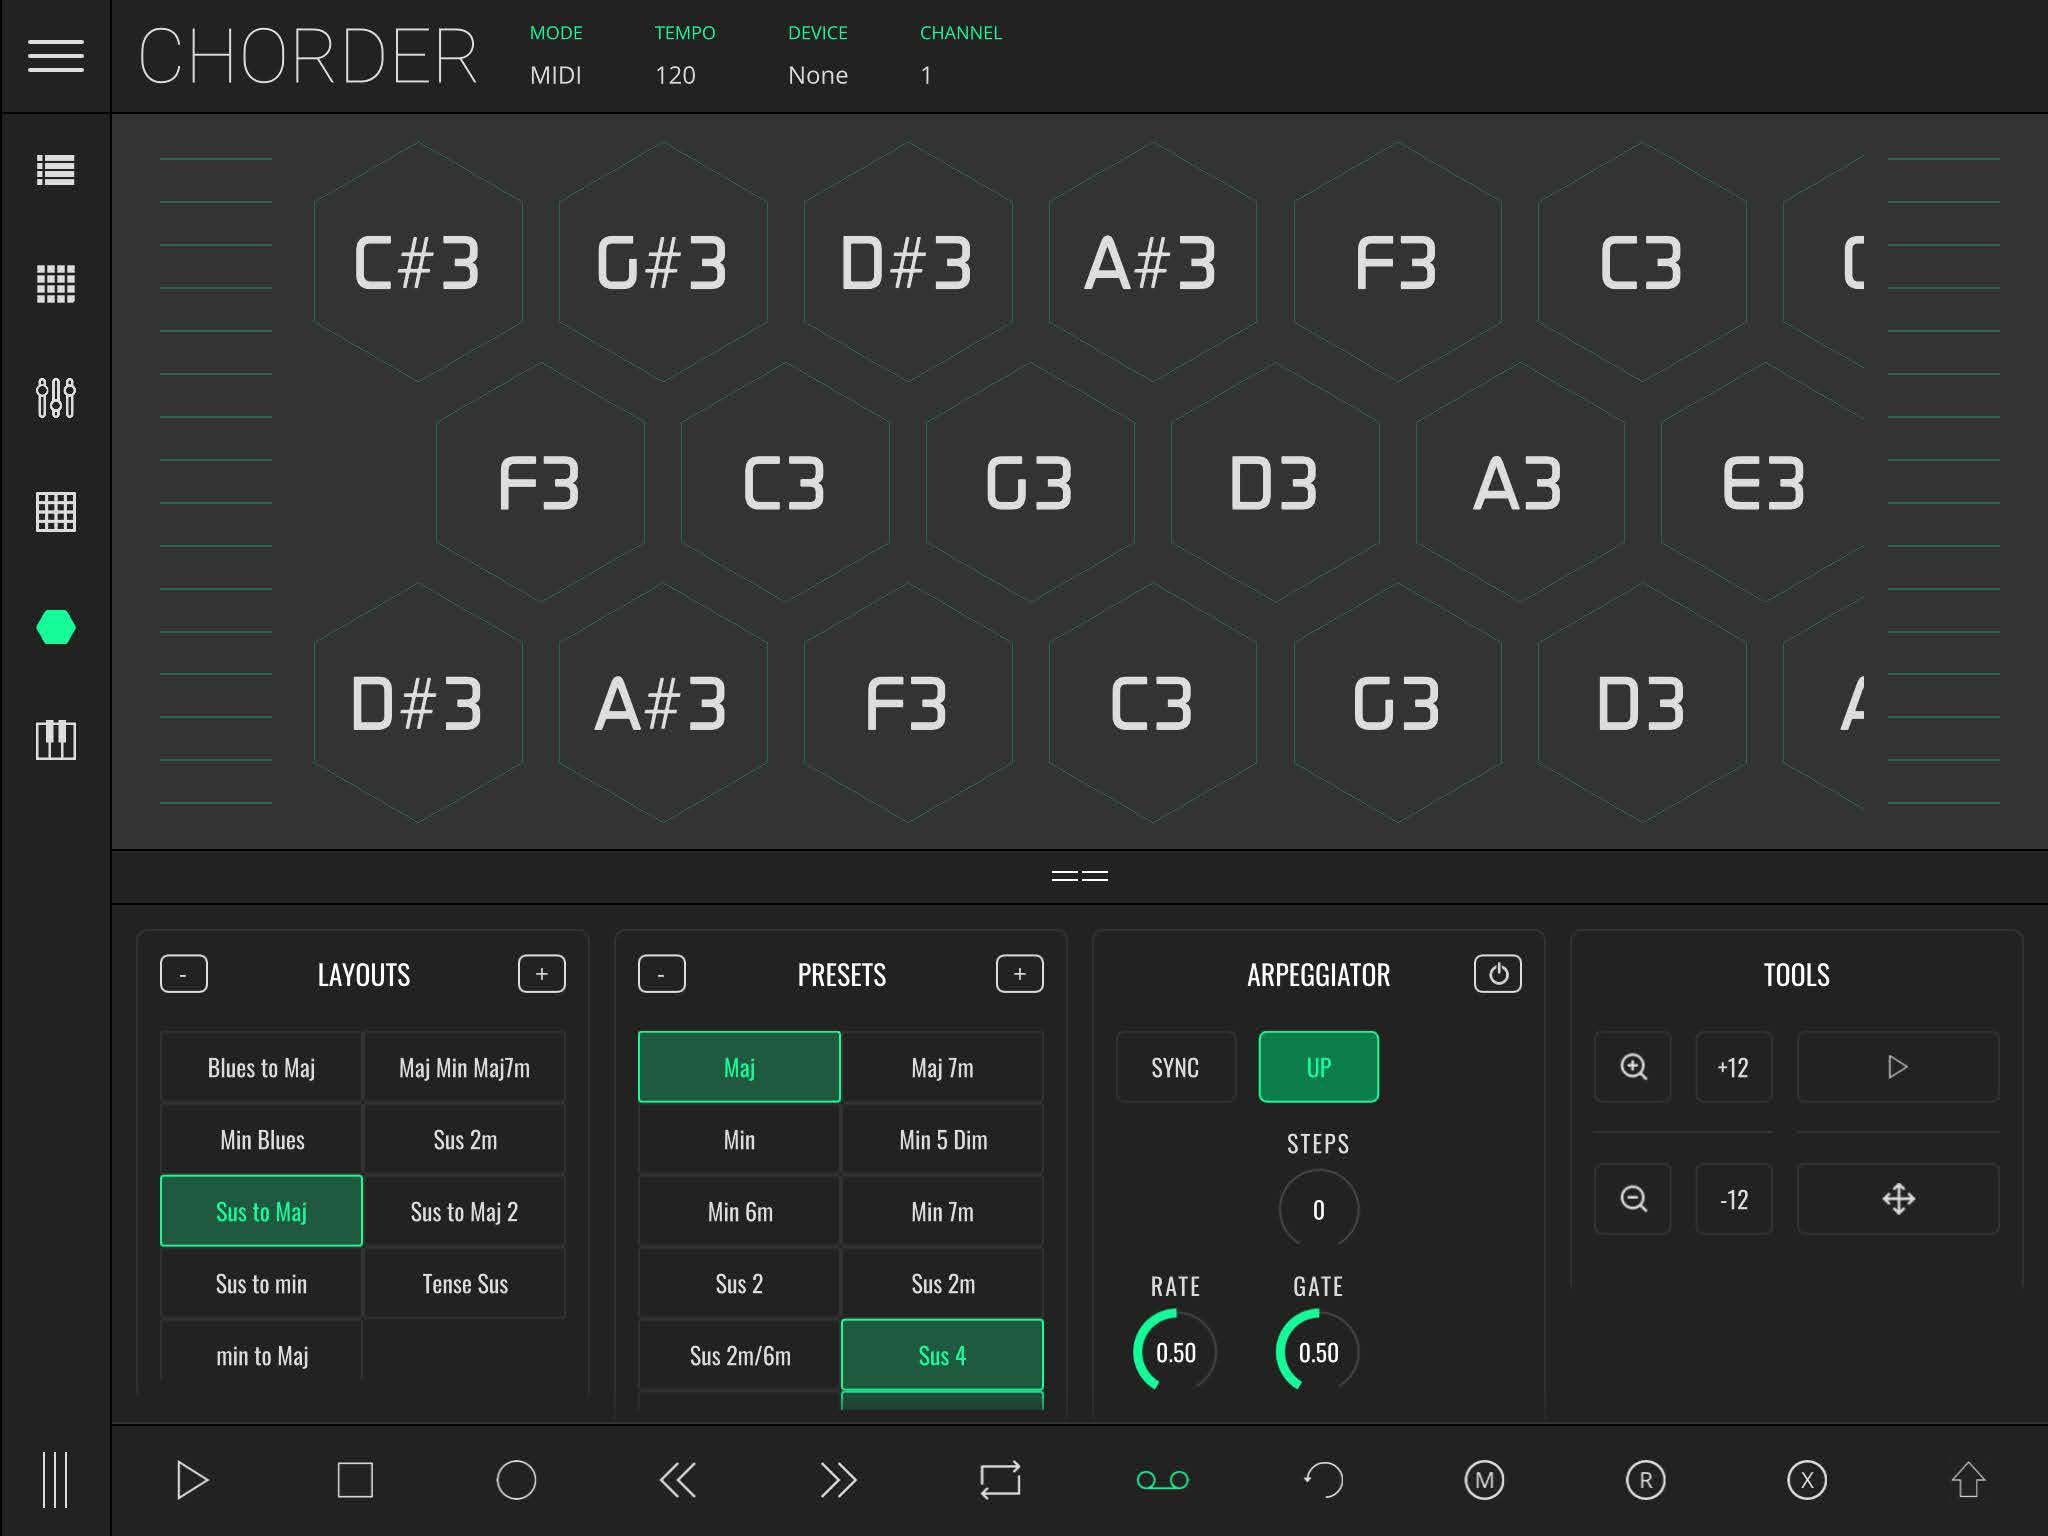 CHORDER
MODE TEMPO DEVICE CHANNEL
MIDI 120 None 1
C#3 G#3 D#3 A#3 F3 C3
F3 C3 G3 D3 A3 E3
D#3 A#3 F3 C3 G3 D3 A
- LAYOUTS +
Blues to Maj Maj Min Maj7m
Min Blues Sus 2m
Sus to Maj Sus to Maj 2
Sus to min Tense Sus
min to Maj
- PRESETS +
Maj Maj 7m
Min Min 5 Dim
Min 6m Min 7m
Sus 2 Sus 2m
Sus 2m/6m Sus 4
ARPEGGIATOR
SYNC UP
STEPS
0
RATE GATE
0.50 0.50
TOOLS
+12
-12
M R X